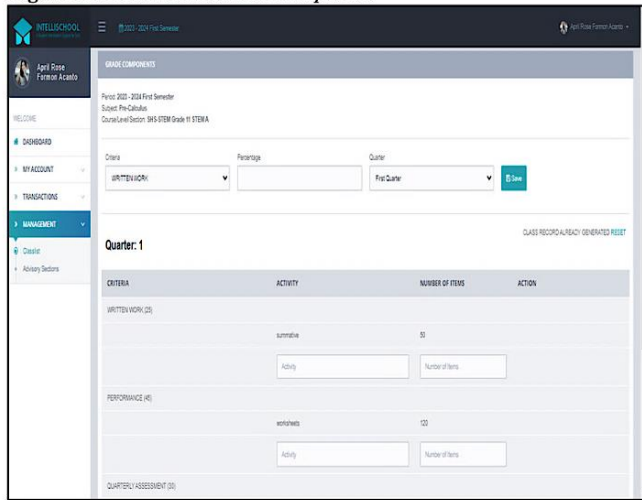 INTELLISCHOOL
2023 - 2024 First Semester
April Rose Formon Acanto
April Rose
Formon Acanto
WELCOME
DASHBOARD
MY ACCOUNT
TRANSACTIONS
MANAGEMENT
Classlist
Advisory Sections
GRADE COMPONENTS
Period: 2023 - 2024 First Semester
Subject: Pre-Calculus
Course/Level/Section: SHS-STEM Grade 11 STEM A
Criteria Percentage Quarter
WRITTEN WORK First Quarter Save
CLASS RECORD ALREADY GENERATED RESET
Quarter: 1
CRITERIA ACTIVITY NUMBER OF ITEMS ACTION
WRITTEN WORK (25)
summative 50
Activity Number of Items
PERFORMANCE (45)
worksheets 120
Activity Number of Items
QUARTERLY ASSESSMENT (30)